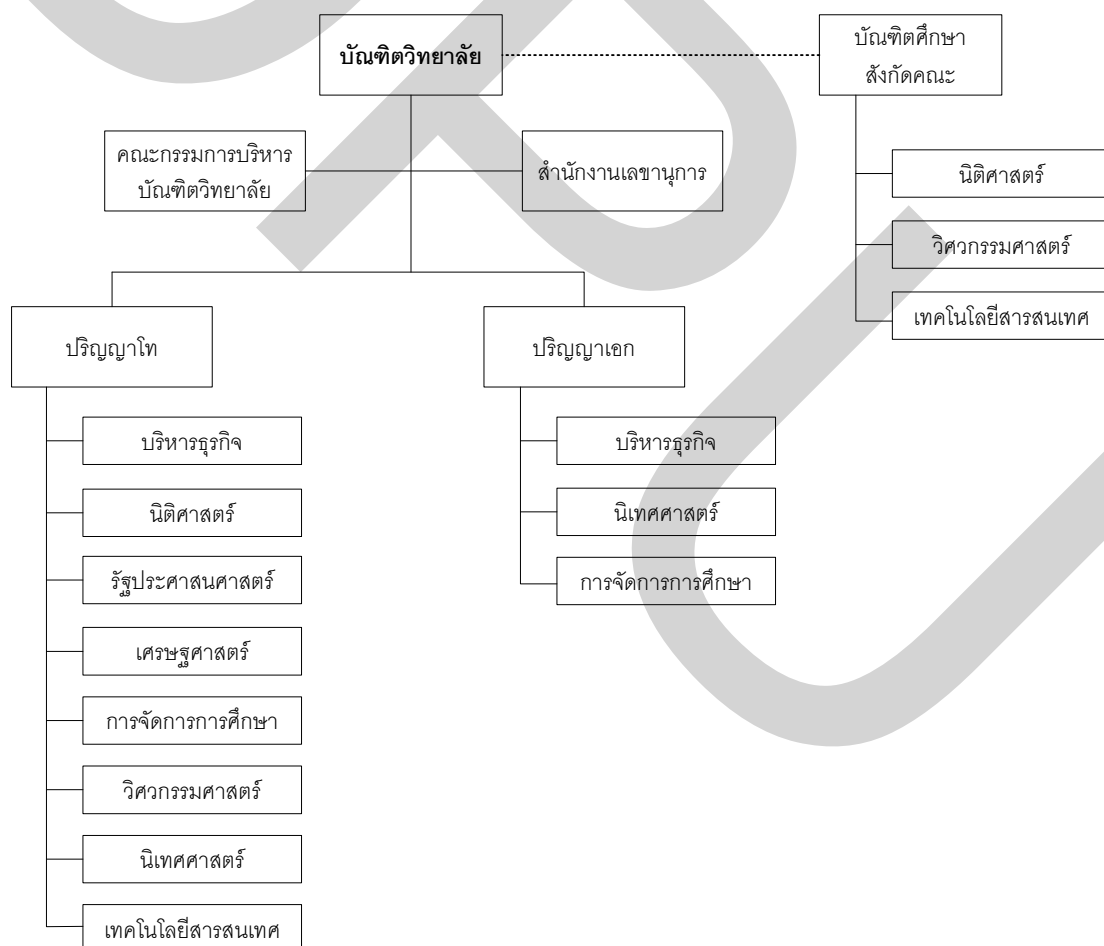 บัณฑิตวิทยาลัย
บัณฑิตศึกษา
สังกัดคณะ
คณะกรรมการบริหาร
บัณฑิตวิทยาลัย
สำนักงานเลขานุการ
นิติศาสตร์
วิศวกรรมศาสตร์
เทคโนโลยีสารสนเทศ
ปริญญาโท
ปริญญาเอก
บริหารธุรกิจ
นิติศาสตร์
รัฐประศาสนศาสตร์
เศรษฐศาสตร์
การจัดการการศึกษา
วิศวกรรมศาสตร์
นิเทศศาสตร์
เทคโนโลยีสารสนเทศ
บริหารธุรกิจ
นิเทศศาสตร์
การจัดการการศึกษา